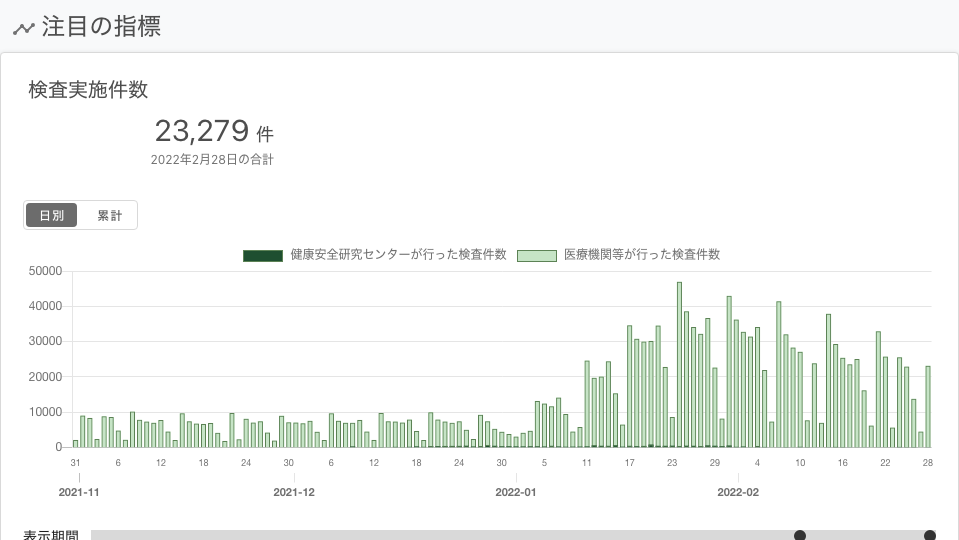 注目の指標
検査実施件数
23,279 件
2022年2月28日の合計
日別 累計
健康安全研究センターが行った検査件数 医療機関等が行った検査件数
50000
40000
30000
20000
10000
0
31 6 12 18 24 30 6 12 18 24 30 5 11 17 23 29 4 10 16 22 28
2021-11 2021-12 2022-01 2022-02
表示期間